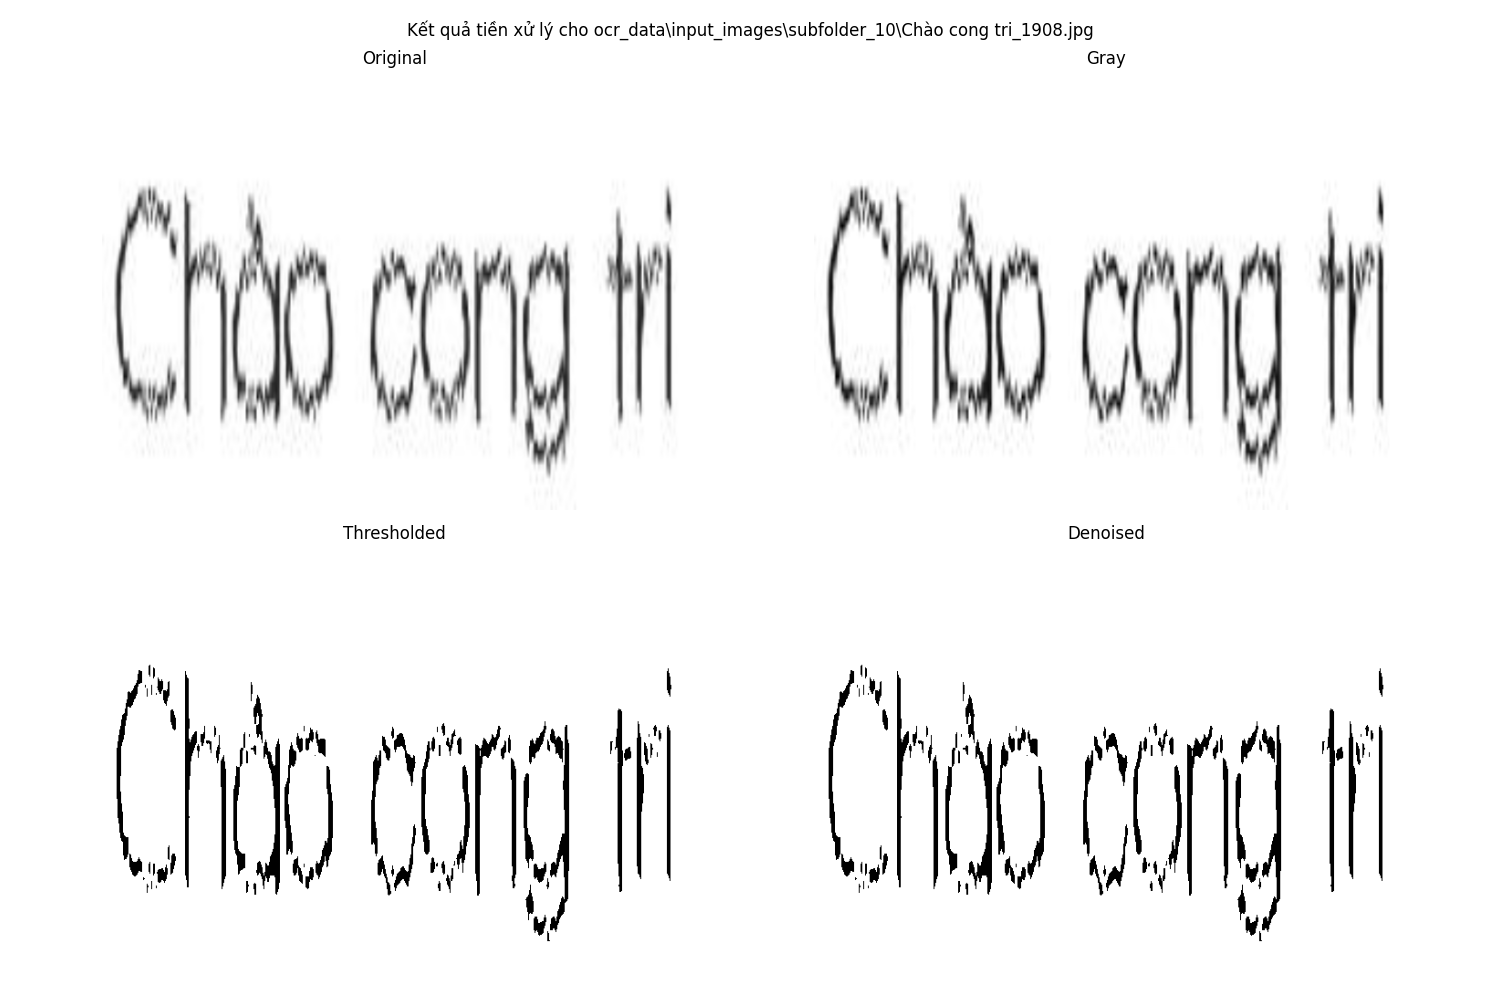 Kết quả tiền xử lý cho ocr_data\input_images\subfolder_10\Chào cong tri_1908.jpg
Original
Gray
Chào cong tri
Chào cong tri
Thresholded
Denoised
Chào cong tri
Chào cong tri